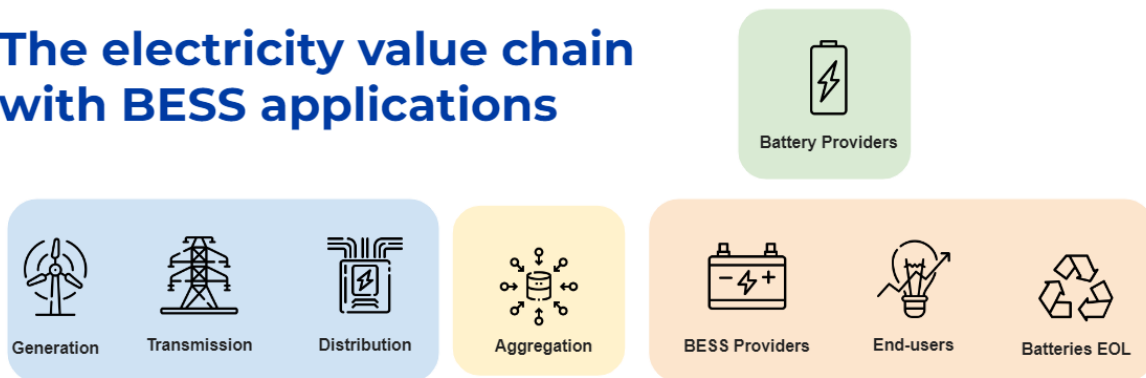 The electricity value chain
with BESS applications
Battery Providers
Generation
Transmission
Distribution
Aggregation
BESS Providers
End-users
Batteries EOL